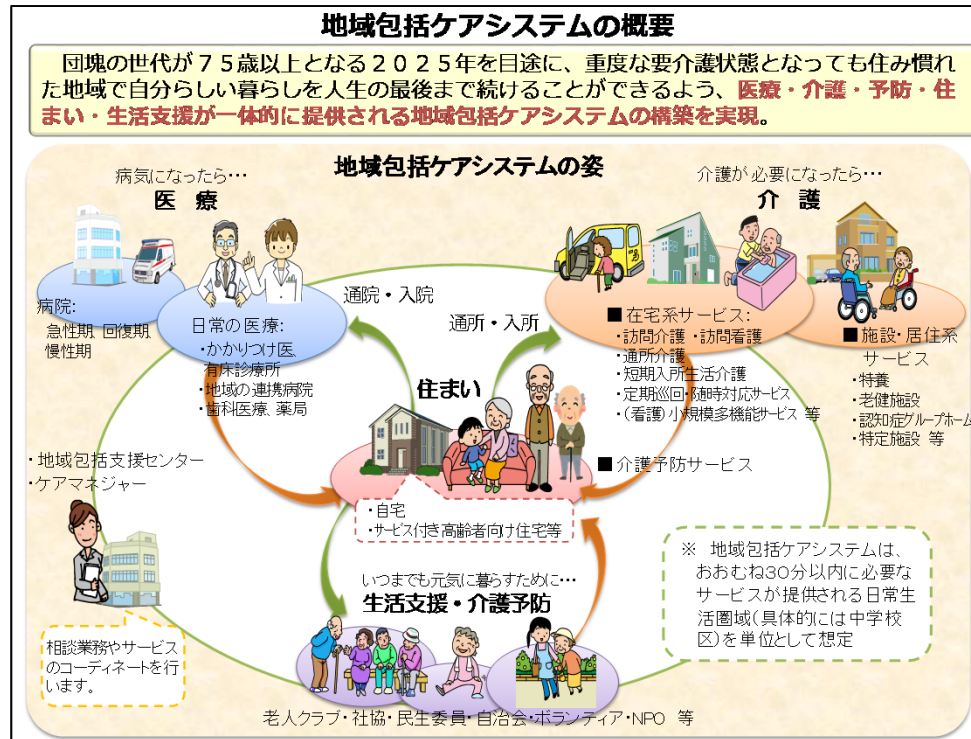 地域包括ケアシステムの概要
団塊の世代が７５歳以上となる２０２５年を目途に、重度な要介護状態となっても住み慣れ
た地域で自分らしい暮らしを人生の最後まで続けることができるよう、医療・介護・予防・住
まい・生活支援が一体的に提供される地域包括ケアシステムの構築を実現。
地域包括ケアシステムの姿
病気になったら…
医 療
病院:
急性期、回復期、
慢性期
日常の医療:
・かかりつけ医、
有床診療所
・地域の連携病院
・歯科医療、薬局
通院・入院
通所・入所
介護が必要になったら…
介 護
■在宅系サービス:
・訪問介護 ・訪問看護
・通所介護
・短期入所生活介護
・定期巡回・随時対応サービス
・(看護)小規模多機能サービス 等
■介護予防サービス
■施設・居住系
サービス
・特養
・老健施設
・認知症グループホーム
・特定施設 等
住まい
・自宅
・サービス付き高齢者向け住宅等
・地域包括支援センター
・ケアマネジャー
相談業務やサービス
のコーディネートを行
います。
いつまでも元気に暮らすために…
生活支援・介護予防
老人クラブ・社協・民生委員・自治会・ボランティア・NPO 等
※ 地域包括ケアシステムは、
おおむね30分以内に必要な
サービスが提供される日常生
活圏域(具体的には中学校
区)を単位として想定